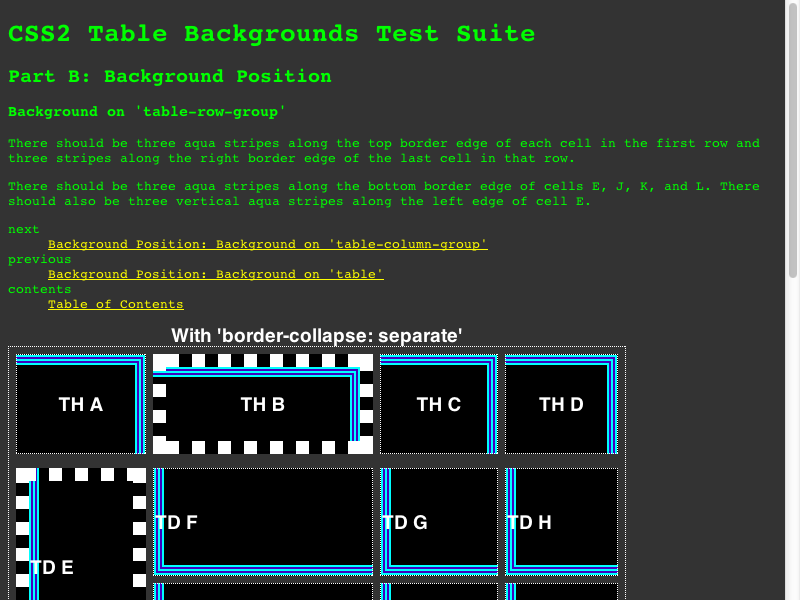 CSS2 Table Backgrounds Test Suite
Part B: Background Position
Background on 'table-row-group'
There should be three aqua stripes along the top border edge of each cell in the first row and
three stripes along the right border edge of the last cell in that row.
There should be three aqua stripes along the bottom border edge of cells E, J, K, and L. There
should also be three vertical aqua stripes along the left edge of cell E.
next
Background Position: Background on 'table-column-group'
previous
Background Position: Background on 'table'
contents
Table of Contents
With 'border-collapse: separate'
TH A TH B TH C TH D
TD F TD G TD H
TD E